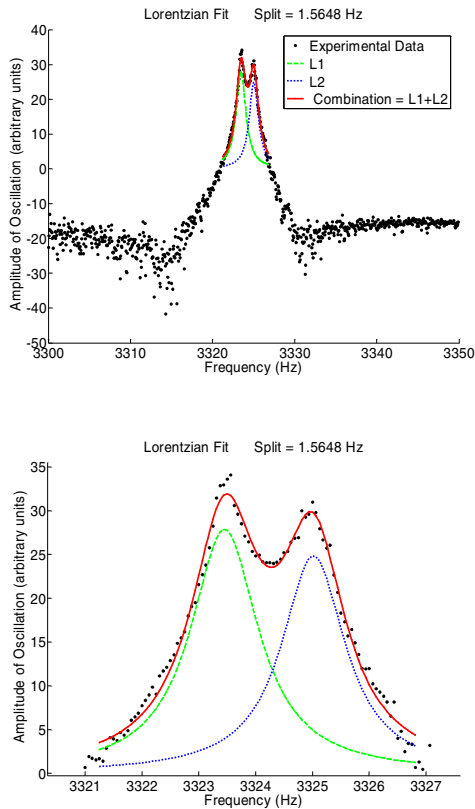 Lorentzian Fit Split = 1.5648 Hz
40
30
20
10
0
-10
-20
-30
-40
-50
Amplitude of Oscillation (arbitrary units)
Experimental Data
L1
L2
Combination = L1+L2
3300 3310 3320 3330 3340 3350
Frequency (Hz)
Lorentzian Fit Split = 1.5648 Hz
35
30
25
20
15
10
5
0
Amplitude of Oscillation (arbitrary units)
3321 3322 3323 3324 3325 3326 3327
Frequency (Hz)